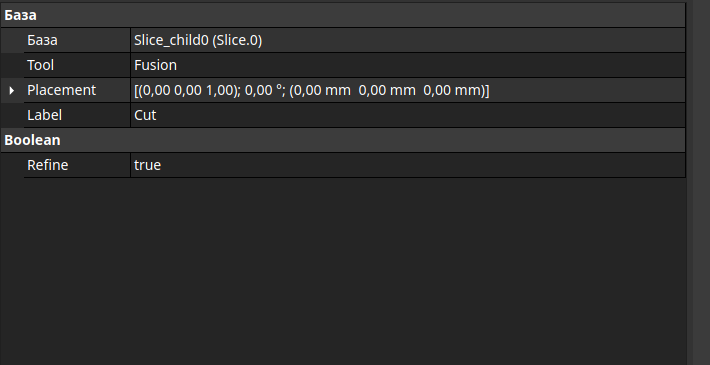 База
База Slice_child0 (Slice.0)
Tool Fusion
Placement [(0,00 0,00 1,00); 0,00 °; (0,00 mm  0,00 mm  0,00 mm)]
Label Cut
Boolean
Refine true